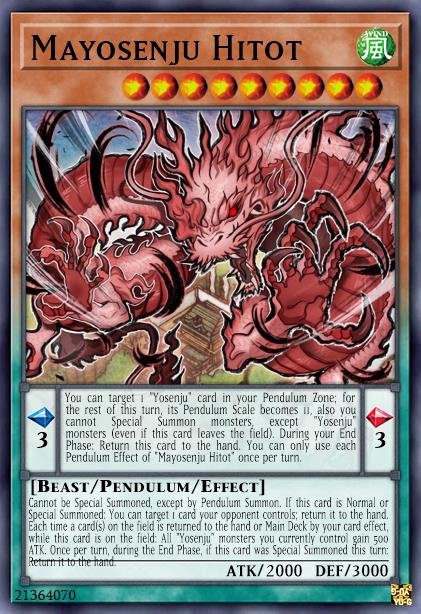 Mayosenju Hitot
WIND
風
You can target 1 "Yosenju" card in your Pendulum Zone; for
the rest of this turn, its Pendulum Scale becomes 11, also you
cannot Special Summon monsters, except "Yosenju"
monsters (even if this card leaves the field). During your End
Phase: Return this card to the hand. You can only use each
Pendulum Effect of "Mayosenju Hitot" once per turn.
3
3
[Beast/Pendulum/Effect]
Cannot be Special Summoned, except by Pendulum Summon. If this card is Normal or
Special Summoned: You can target 1 card your opponent controls; return it to the hand.
Each time a card(s) on the field is returned to the hand or Main Deck by your card effect,
while this card is on the field: All "Yosenju" monsters you currently control gain 500
ATK. Once per turn, during the End Phase, if this card was Special Summoned this turn:
Return it to the hand.
ATK/2000 DEF/3000
21364070